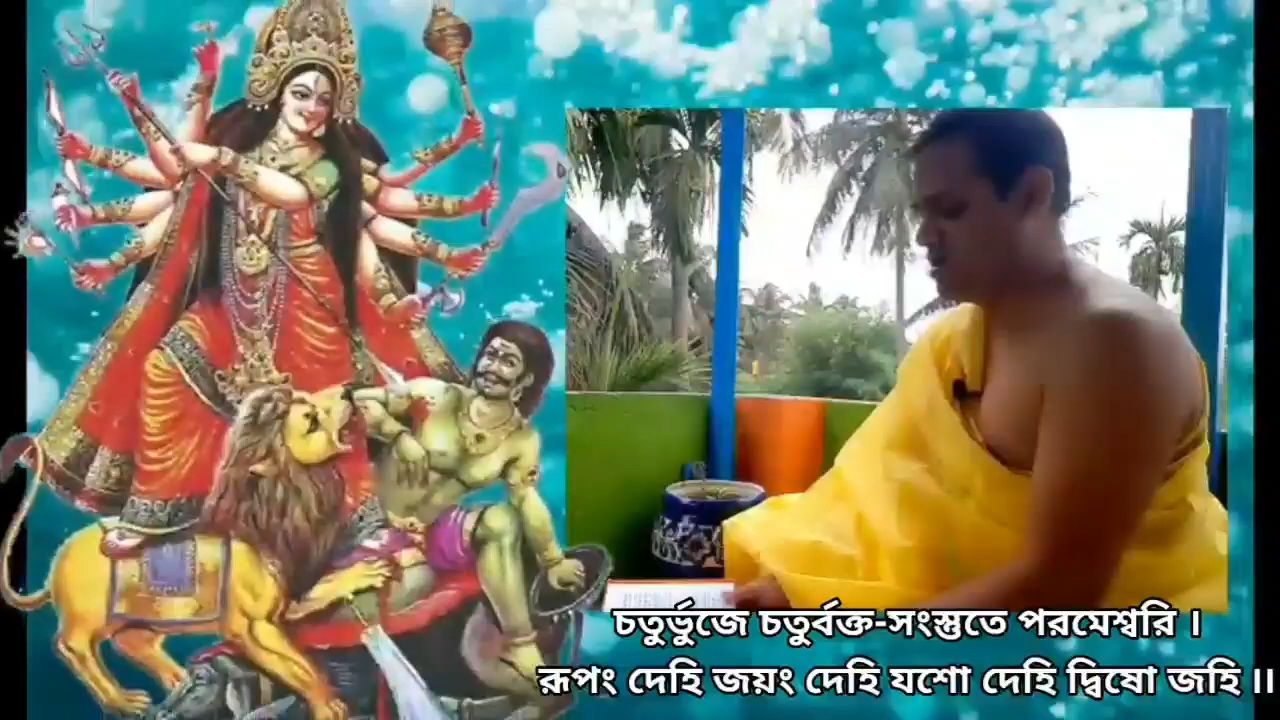 চতুর্ভুজে চতুর্বক্ত-সংস্তুতে পরমেশ্বরি ।
রূপং দেহি জয়ং দেহি যশো দেহি দ্বিষো জহি ।।